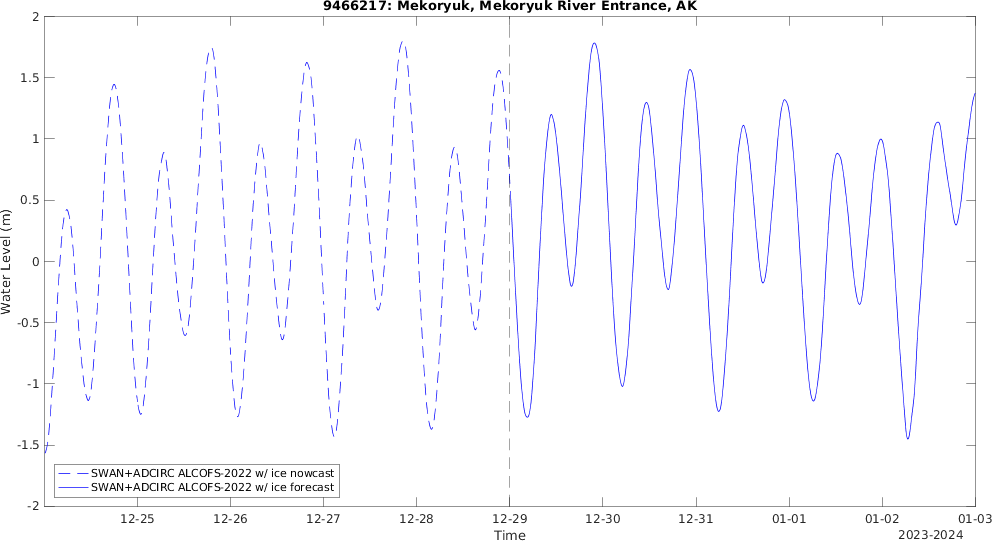 9466217: Mekoryuk, Mekoryuk River Entrance, AK
2
1.5
1
0.5
0
-0.5
-1
-1.5
-2
Water Level (m)
SWAN+ADCIRC ALCOFS-2022 w/ ice nowcast
SWAN+ADCIRC ALCOFS-2022 w/ ice forecast
12-25 12-26 12-27 12-28 12-29 12-30 12-31 01-01 01-02 01-03
Time
2023-2024